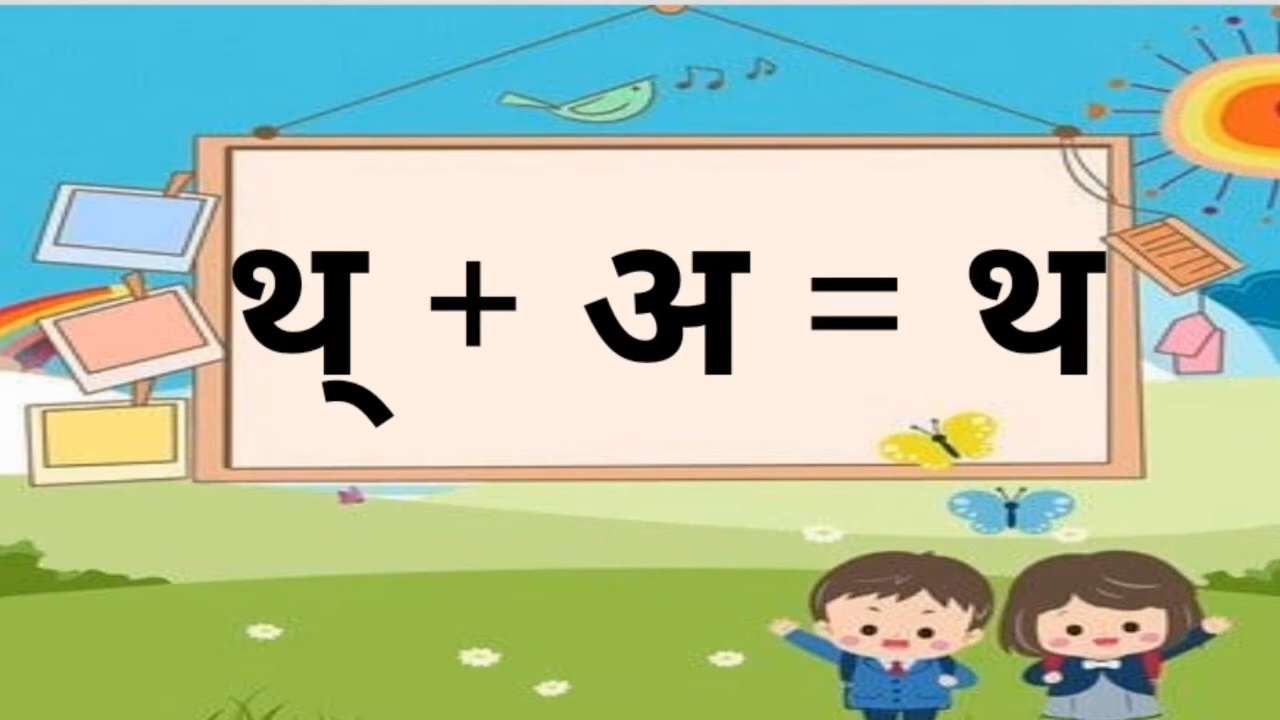 थ् + अ = थ